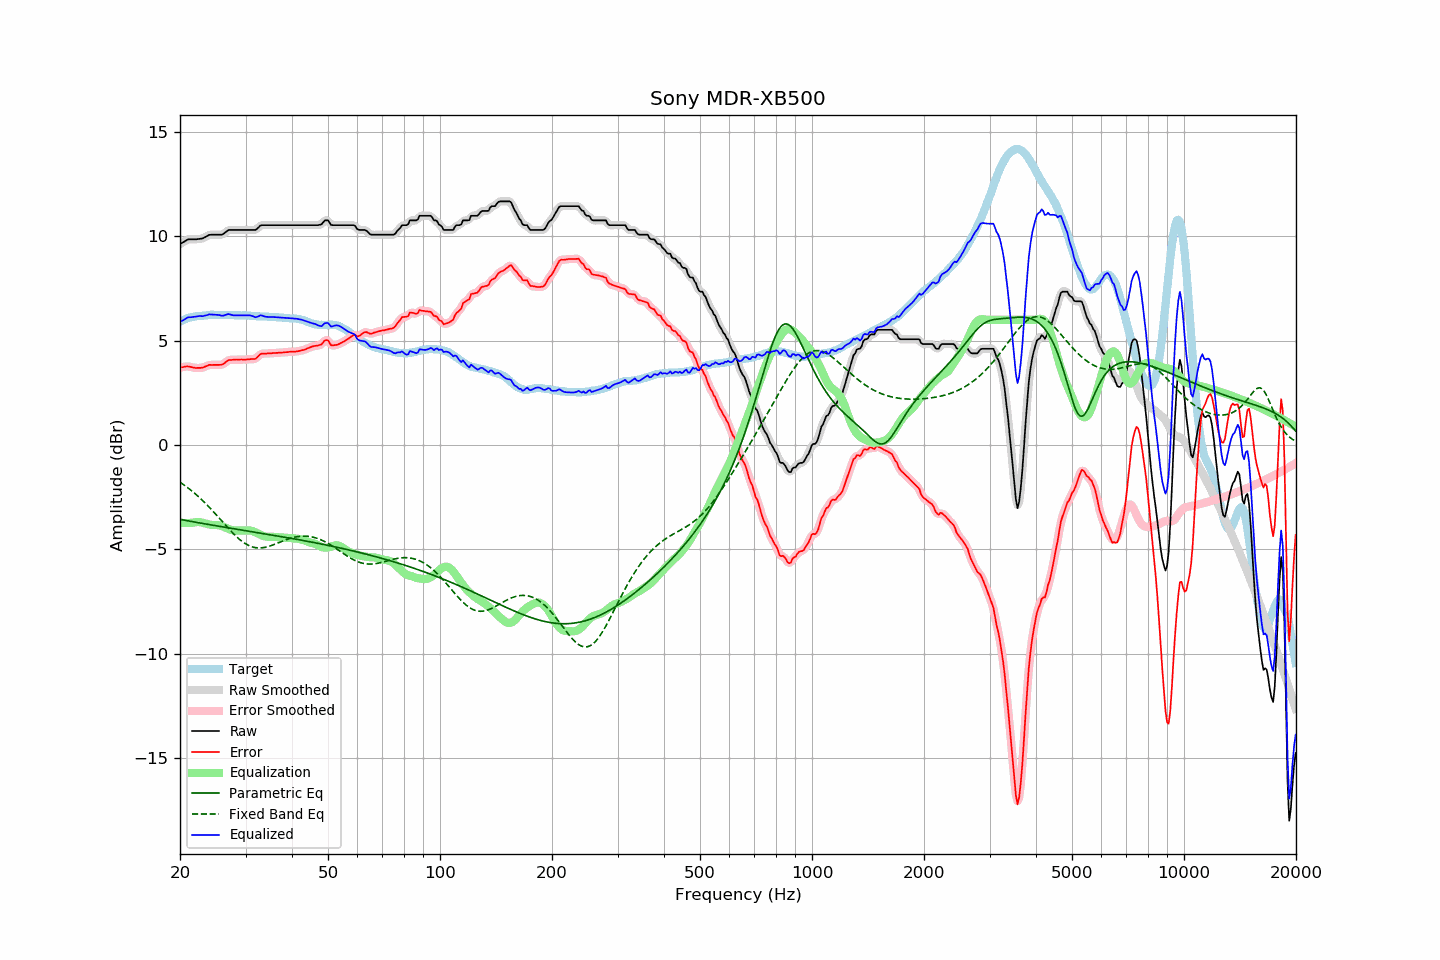 Sony MDR-XB500
Amplitude (dBr)
15
10
5
0
−5
−10
−15
Target
Raw Smoothed
Error Smoothed
Raw
Error
Equalization
Parametric Eq
Fixed Band Eq
Equalized
20 50 100 200 500 1000 2000 5000 10000 20000
Frequency (Hz)